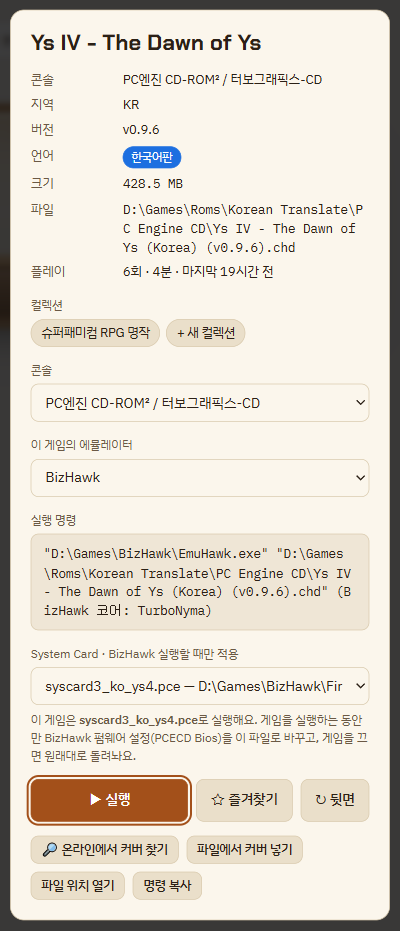 Ys IV - The Dawn of Ys
콘솔 PC엔진 CD-ROM² / 터보그래픽스-CD
지역 KR
버전 v0.9.6
언어 한국어판
크기 428.5 MB
파일 D:\Games\Roms\Korean Translate\P
C Engine CD\Ys IV - The Dawn of
Ys (Korea) (v0.9.6).chd
플레이 6회 · 4분 · 마지막 19시간 전
컬렉션
슈퍼패미컴 RPG 명작 + 새 컬렉션
콘솔
PC엔진 CD-ROM² / 터보그래픽스-CD
이 게임의 에뮬레이터
BizHawk
실행 명령
"D:\Games\BizHawk\EmuHawk.exe" "D:\Games
\Roms\Korean Translate\PC Engine CD\Ys IV
- The Dawn of Ys (Korea) (v0.9.6).chd" (B
izHawk 코어: TurboNyma)
System Card · BizHawk 실행할 때만 적용
syscard3_ko_ys4.pce — D:\Games\BizHawk\Fir
이 게임은 syscard3_ko_ys4.pce로 실행해요. 게임을 실행하는 동안
만 BizHawk 펌웨어 설정(PCECD Bios)을 이 파일로 바꾸고, 게임을 끄
면 원래대로 돌려놔요.
▶ 실행 ☆ 즐겨찾기 ↻ 뒷면
🔎 온라인에서 커버 찾기 파일에서 커버 넣기
파일 위치 열기 명령 복사